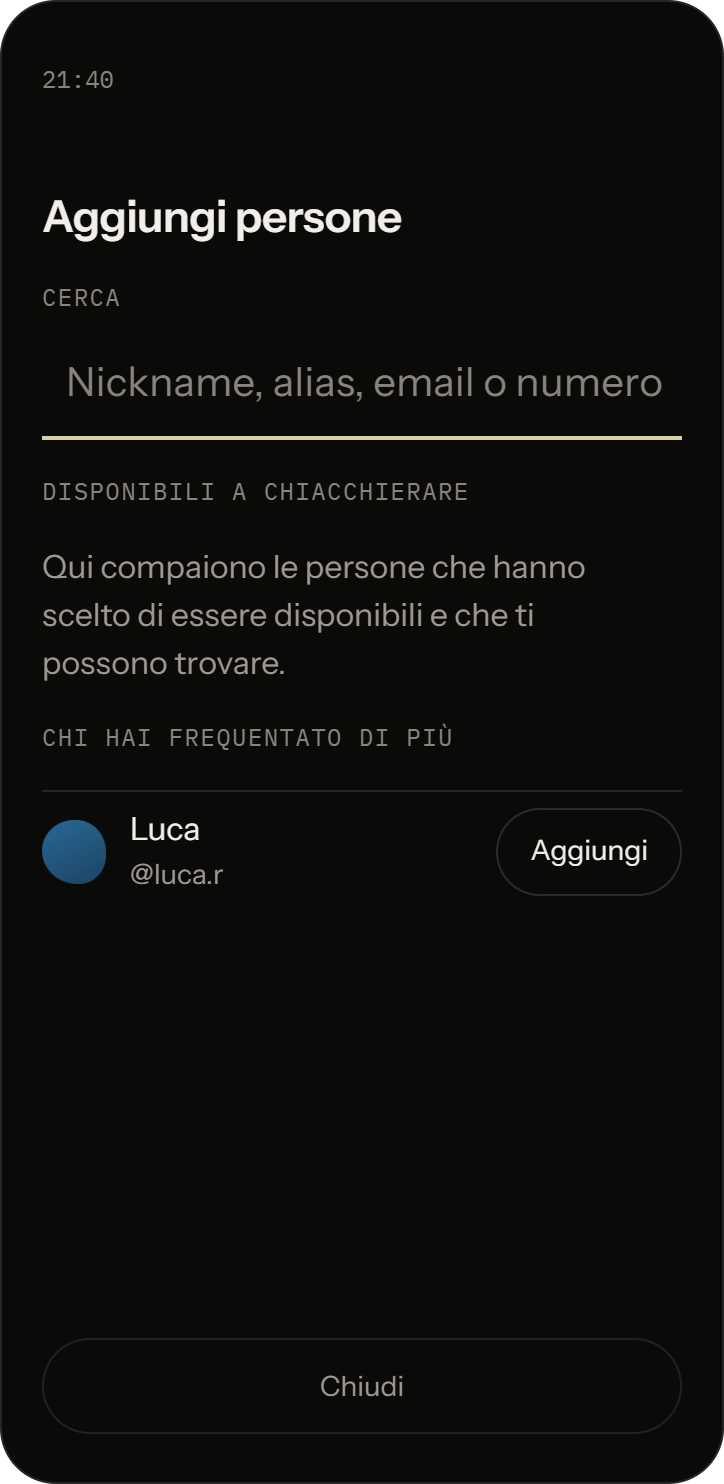 21:40
Aggiungi persone
CERCA
Nickname, alias, email o numero
DISPONIBILI A CHIACCHIERARE
Qui compaiono le persone che hanno
scelto di essere disponibili e che ti
possono trovare.
CHI HAI FREQUENTATO DI PIÙ
Luca
@luca.r
Aggiungi
Chiudi